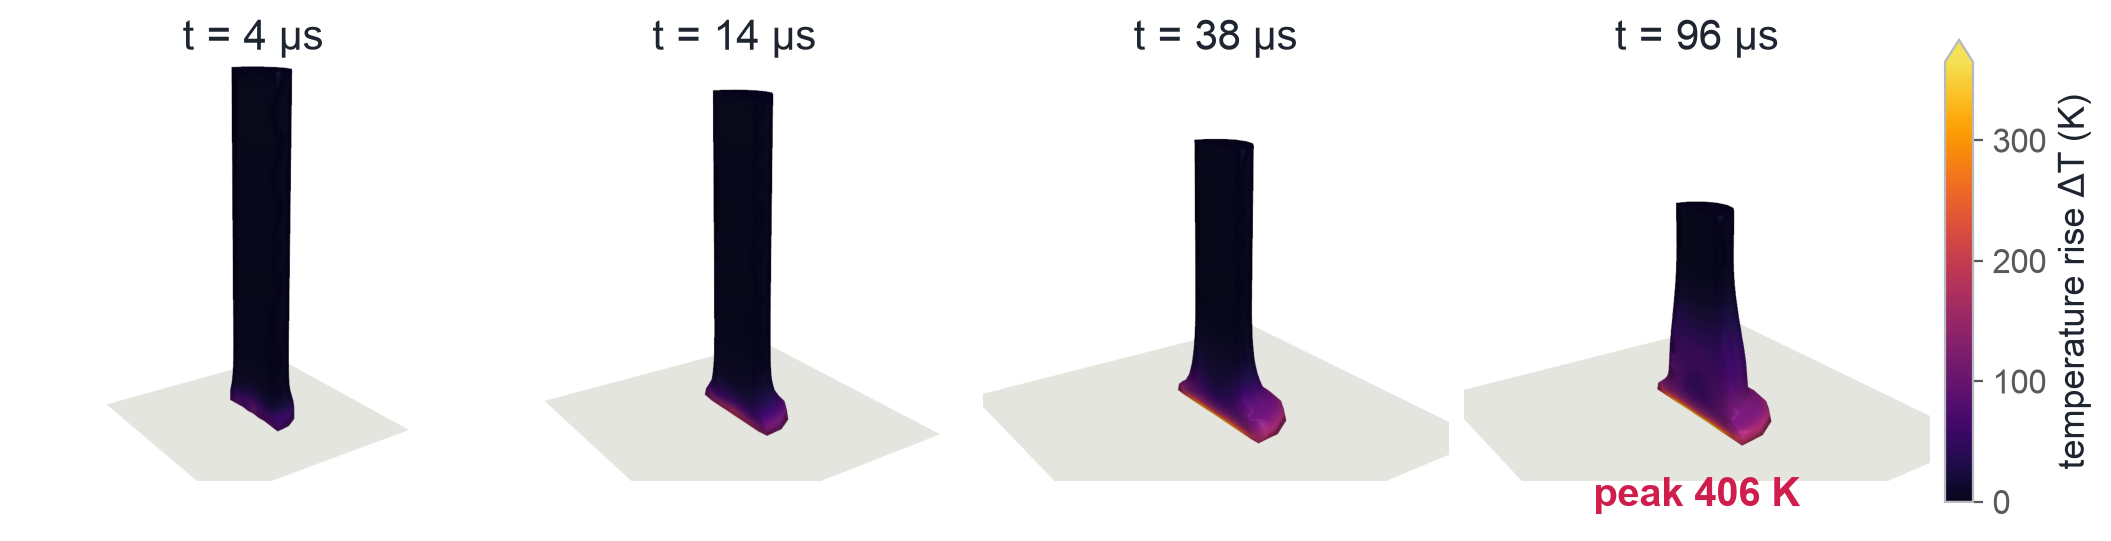 t = 4 µs
t = 14 µs
t = 38 µs
t = 96 µs
300
200
100
0
temperature rise ΔT (K)
peak 406 K